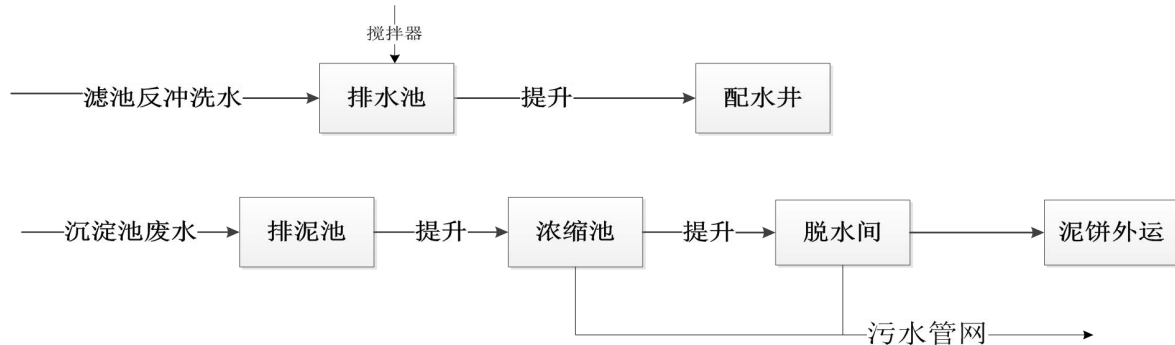 搅拌器
滤池反冲洗水 排水池 提升 配水井
沉淀池废水 排泥池 提升 浓缩池 提升 脱水间 泥饼外运
污水管网